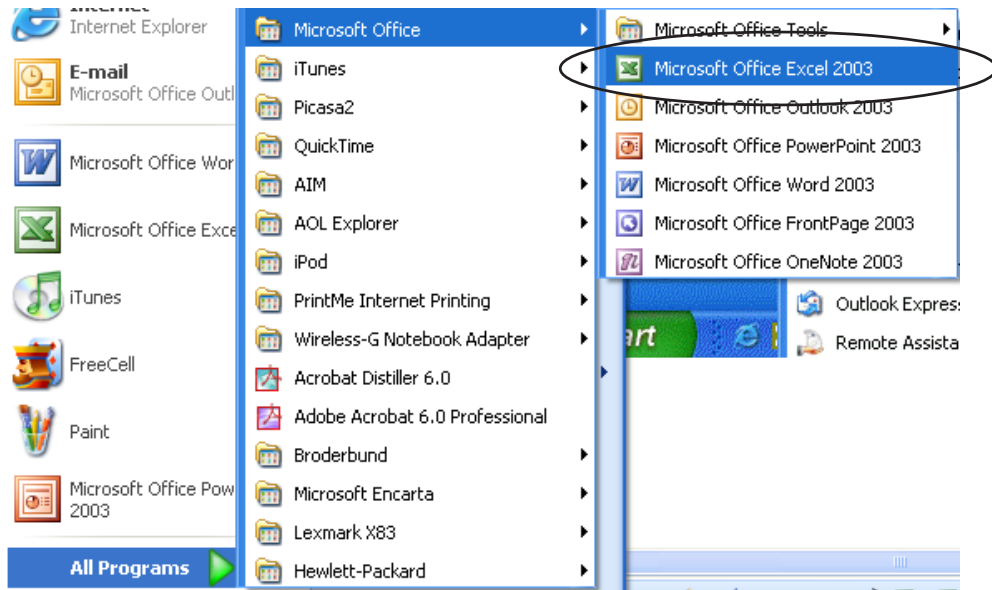 Internet
Internet Explorer
E-mail
Microsoft Office Outl
Microsoft Office Wor
Microsoft Office Exce
iTunes
FreeCell
Paint
Microsoft Office Pow
2003
All Programs
Microsoft Office
iTunes
Picasa2
QuickTime
AIM
AOL Explorer
iPod
PrintMe Internet Printing
Wireless-G Notebook Adapter
Acrobat Distiller 6.0
Adobe Acrobat 6.0 Professional
Broderbund
Microsoft Encarta
Lexmark X83
Hewlett-Packard
Microsoft Office Tools
Microsoft Office Excel 2003
Microsoft Office Outlook 2003
Microsoft Office PowerPoint 2003
Microsoft Office Word 2003
Microsoft Office FrontPage 2003
Microsoft Office OneNote 2003
art
Outlook Expres
Remote Assista